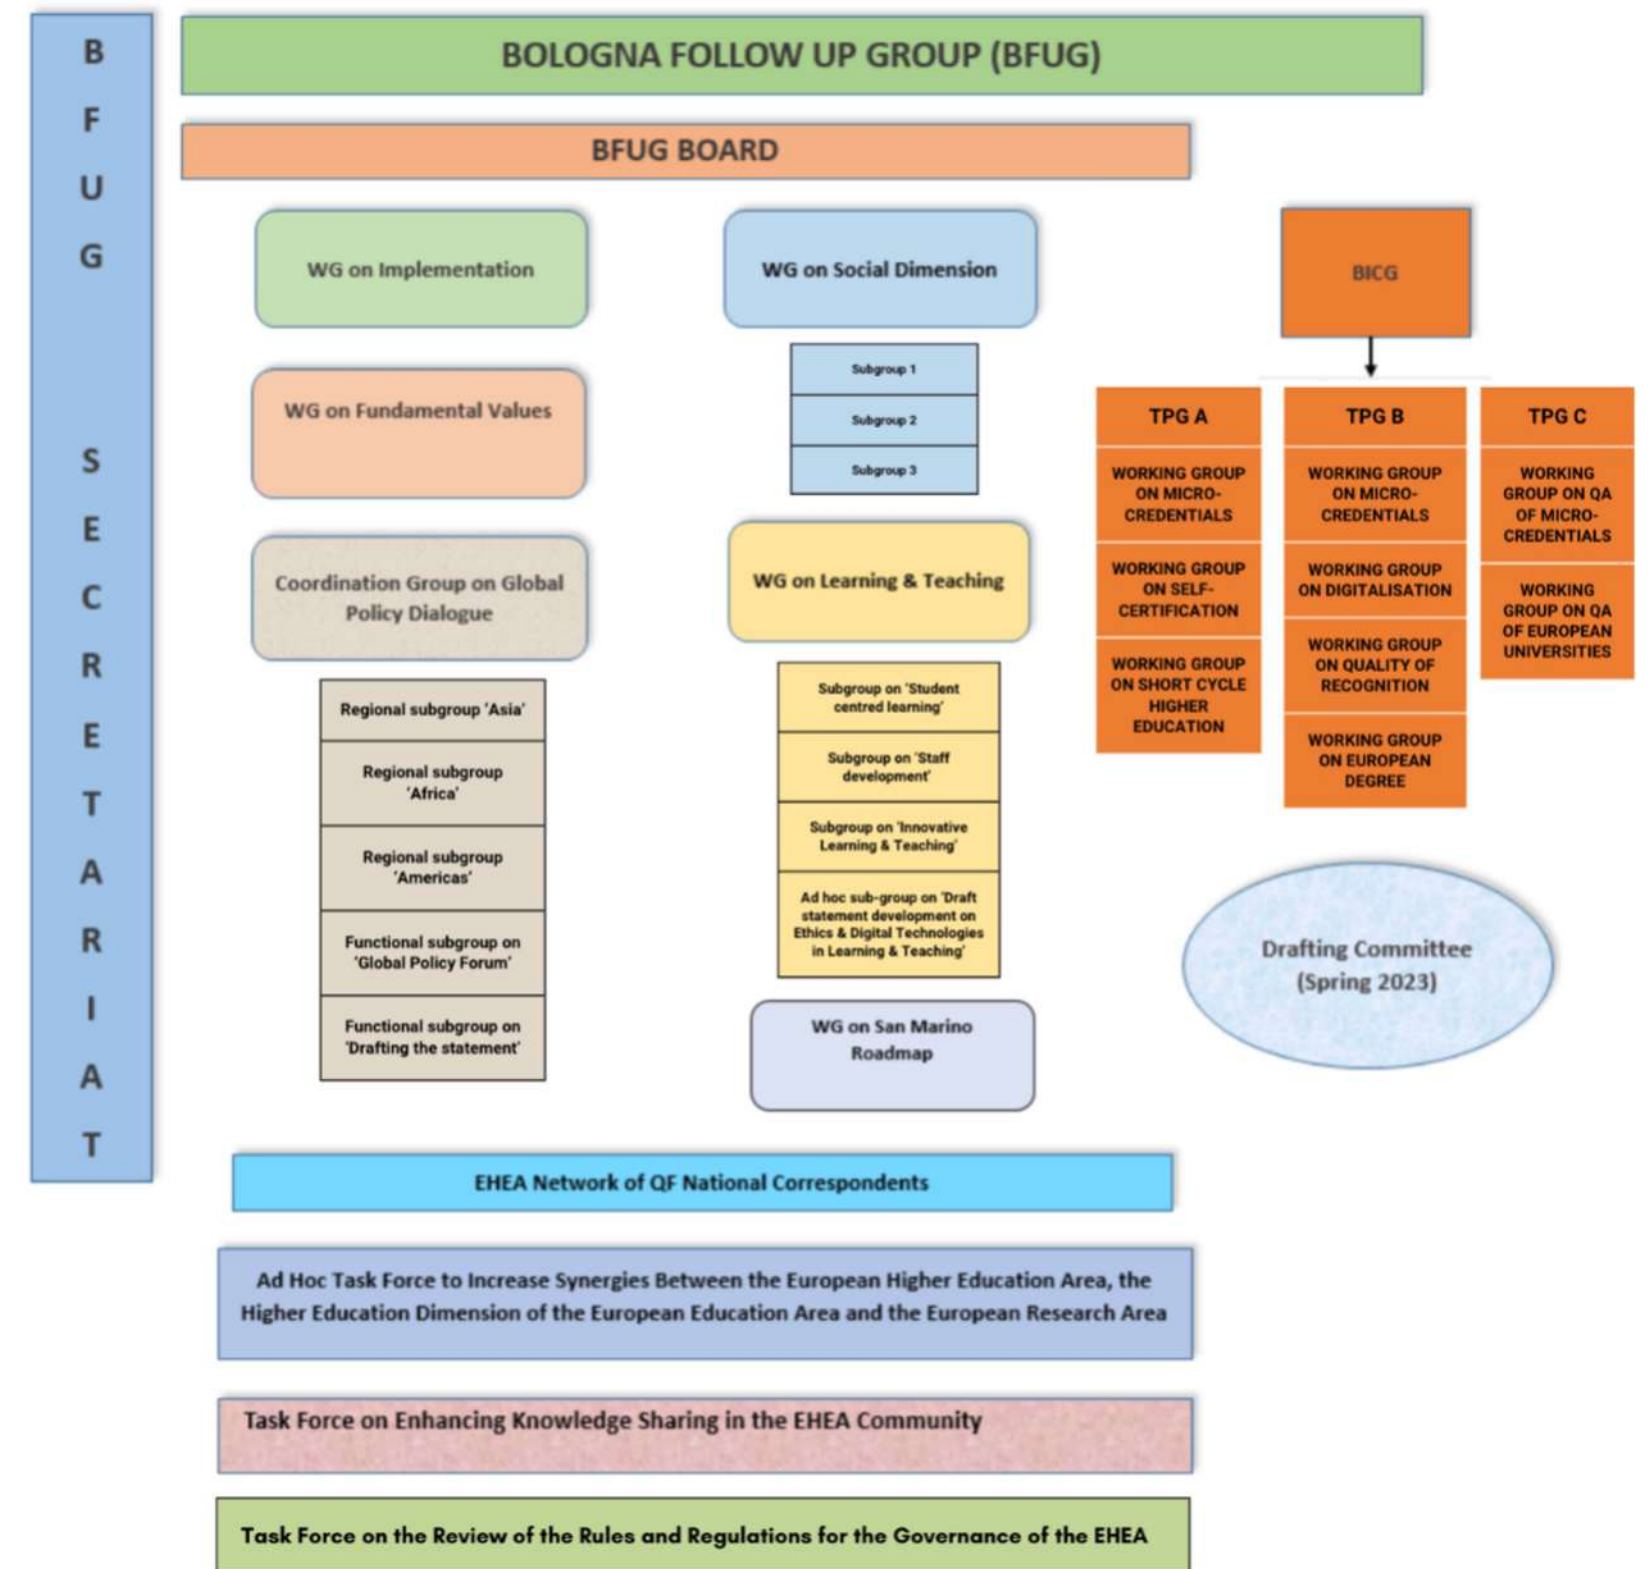 B
F
U
G
S
E
C
R
E
T
A
R
I
A
T
BOLOGNA FOLLOW UP GROUP (BFUG)
BFUG BOARD
WG on Implementation
WG on Fundamental Values
Coordination Group on Global
Policy Dialogue
Regional subgroup ‘Asia’
Regional subgroup
‘Africa’
Regional subgroup
‘Americas’
Functional subgroup on
‘Global Policy Forum’
Functional subgroup on
‘Drafting the statement’
WG on Social Dimension
Subgroup 1
Subgroup 2
Subgroup 3
WG on Learning & Teaching
Subgroup on ‘Student
centred learning’
Subgroup on ‘Staff
development’
Subgroup on ‘Innovative
Learning & Teaching’
Ad hoc sub-group on ‘Draft
statement development on
Ethics & Digital Technologies
in Learning & Teaching’
WG on San Marino
Roadmap
BICG
TPG A
WORKING GROUP
ON MICRO-
CREDENTIALS
WORKING GROUP
ON SELF-
CERTIFICATION
WORKING GROUP
ON SHORT CYCLE
HIGHER
EDUCATION
TPG B
WORKING GROUP
ON MICRO-
CREDENTIALS
WORKING GROUP
ON DIGITALISATION
WORKING GROUP
ON QUALITY OF
RECOGNITION
WORKING GROUP
ON EUROPEAN
DEGREE
TPG C
WORKING
GROUP ON QA
OF MICRO-
CREDENTIALS
WORKING
GROUP ON QA
OF EUROPEAN
UNIVERSITIES
Drafting Committee
(Spring 2023)
EHEA Network of QF National Correspondents
Ad Hoc Task Force to Increase Synergies Between the European Higher Education Area, the
Higher Education Dimension of the European Education Area and the European Research Area
Task Force on Enhancing Knowledge Sharing in the EHEA Community
Task Force on the Review of the Rules and Regulations for the Governance of the EHEA